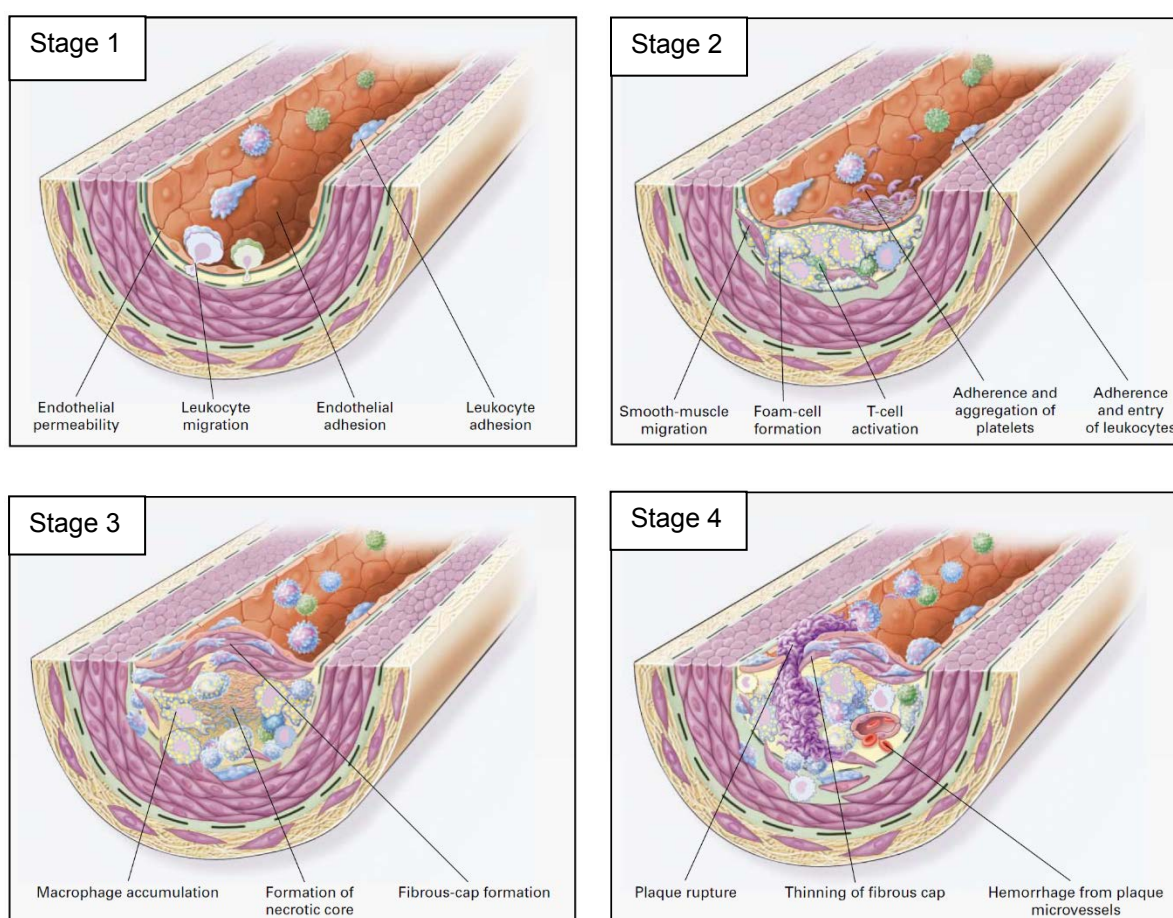 Stage 1
Endothelial
permeability
Leukocyte
migration
Endothelial
adhesion
Leukocyte
adhesion
Stage 2
Smooth-muscle
migration
Foam-cell
formation
T-cell
activation
Adherence and
aggregation of
platelets
Adherence
and entry
of leukocytes
Stage 3
Macrophage accumulation
Formation of
necrotic core
Fibrous-cap formation
Stage 4
Plaque rupture
Thinning of fibrous cap
Hemorrhage from plaque
microvessels